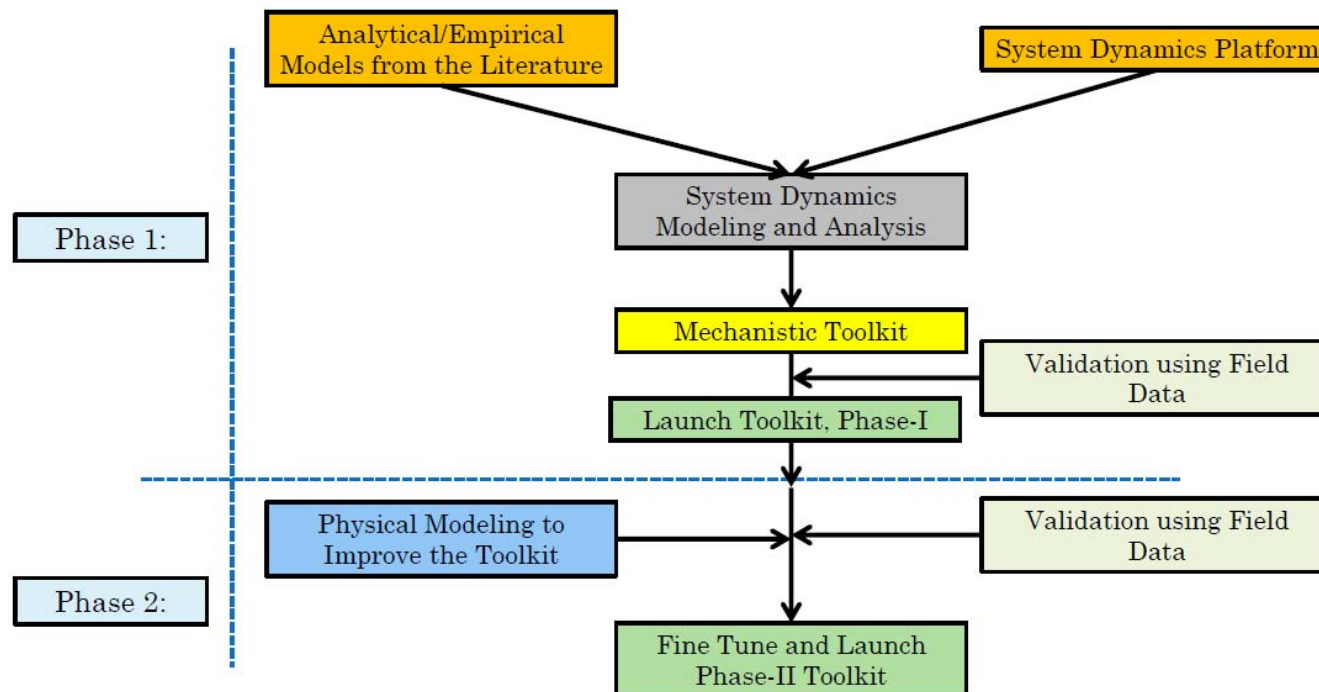 Analytical/Empirical
Models from the Literature
System Dynamics Platform
System Dynamics
Modeling and Analysis
Phase 1:
Mechanistic Toolkit
Validation using Field
Data
Launch Toolkit, Phase-I
Physical Modeling to
Improve the Toolkit
Validation using Field
Data
Phase 2:
Fine Tune and Launch
Phase-II Toolkit